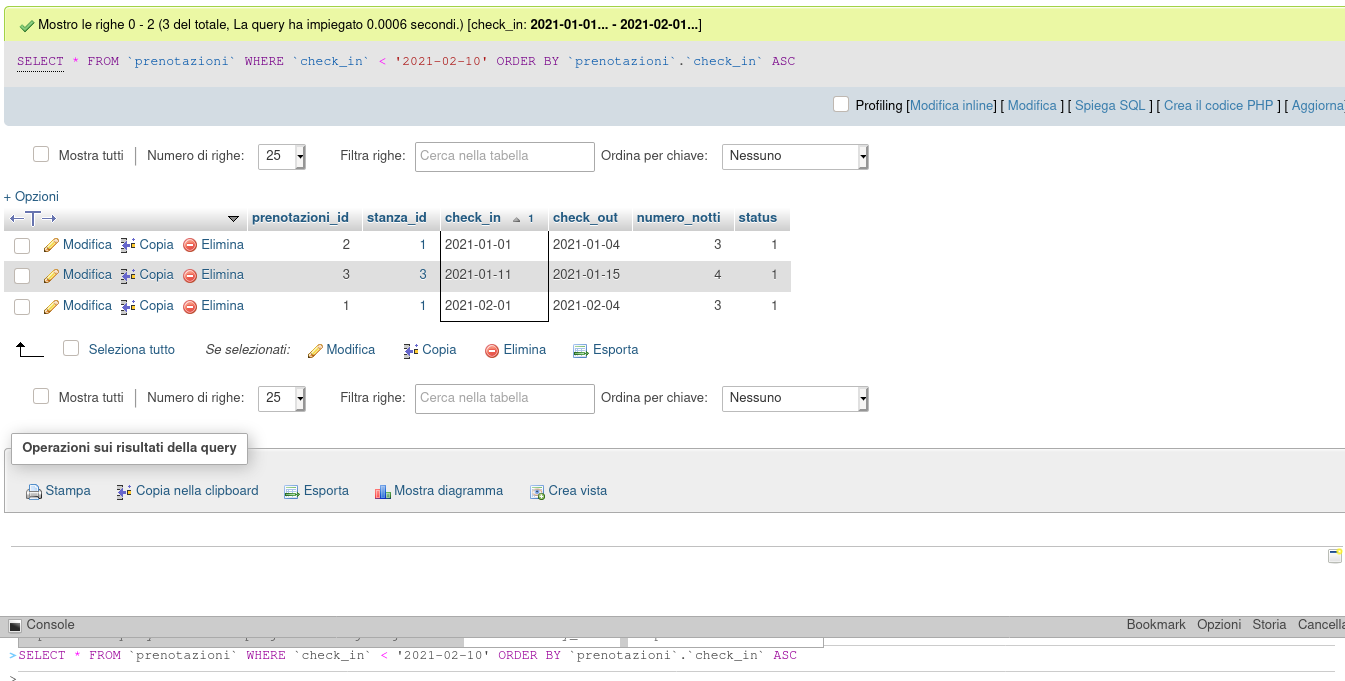 Mostro le righe 0 - 2 (3 del totale, La query ha impiegato 0.0006 secondi.) [check_in: 2021-01-01... - 2021-02-01...]
SELECT * FROM `prenotazioni` WHERE `check_in` < '2021-02-10' ORDER BY `prenotazioni`.`check_in` ASC
Profiling [Modifica inline] [ Modifica ] [ Spiega SQL ] [ Crea il codice PHP ] [ Aggiorna]
Mostra tutti | Numero di righe: 25 Filtra righe: Cerca nella tabella Ordina per chiave: Nessuno
+ Opzioni
prenotazioni_id stanza_id check_in 1 check_out numero_notti status
Modifica Copia Elimina 2 1 2021-01-01 2021-01-04 3 1
Modifica Copia Elimina 3 3 2021-01-11 2021-01-15 4 1
Modifica Copia Elimina 1 1 2021-02-01 2021-02-04 3 1
Seleziona tutto Se selezionati: Modifica Copia Elimina Esporta
Mostra tutti | Numero di righe: 25 Filtra righe: Cerca nella tabella Ordina per chiave: Nessuno
Operazioni sui risultati della query
Stampa Copia nella clipboard Esporta Mostra diagramma Crea vista
Console Bookmark Opzioni Storia Cancella
>SELECT * FROM `prenotazioni` WHERE `check_in` < '2021-02-10' ORDER BY `prenotazioni`.`check_in` ASC
>